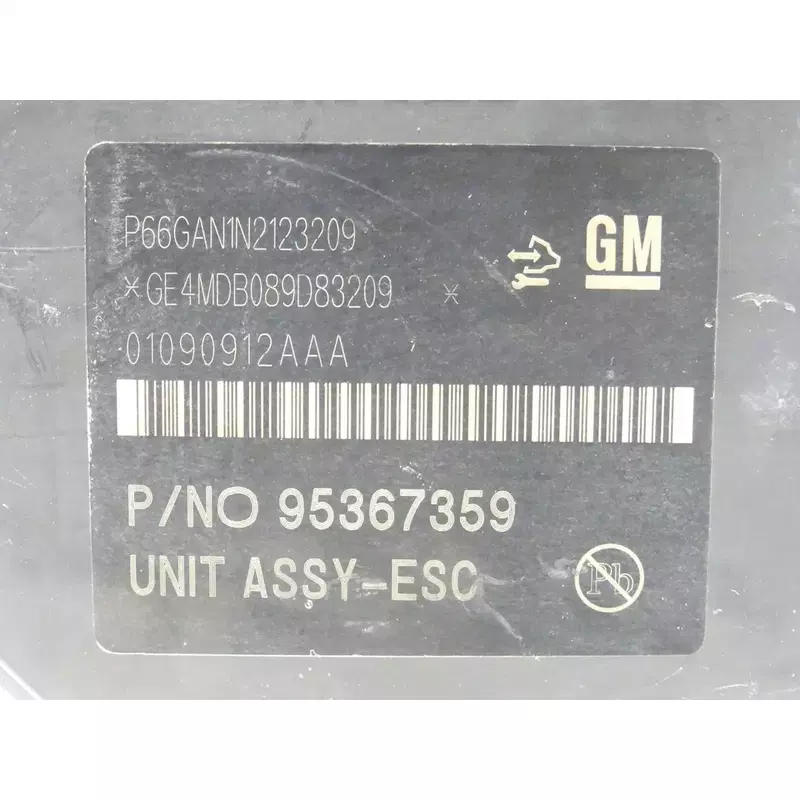 P66GAN1N2123209
GM
*GE4MDB089D83209 *
01090912AAA
P/NO 95367359
UNIT ASSY-ESC
Pb